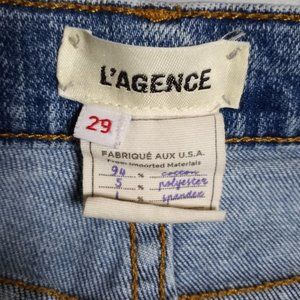 L'AGENCE
29
FABRIQUÉ AUX U.S.A.
From Imported Materials
94 % cotton
5 % polyester
1 % spandex